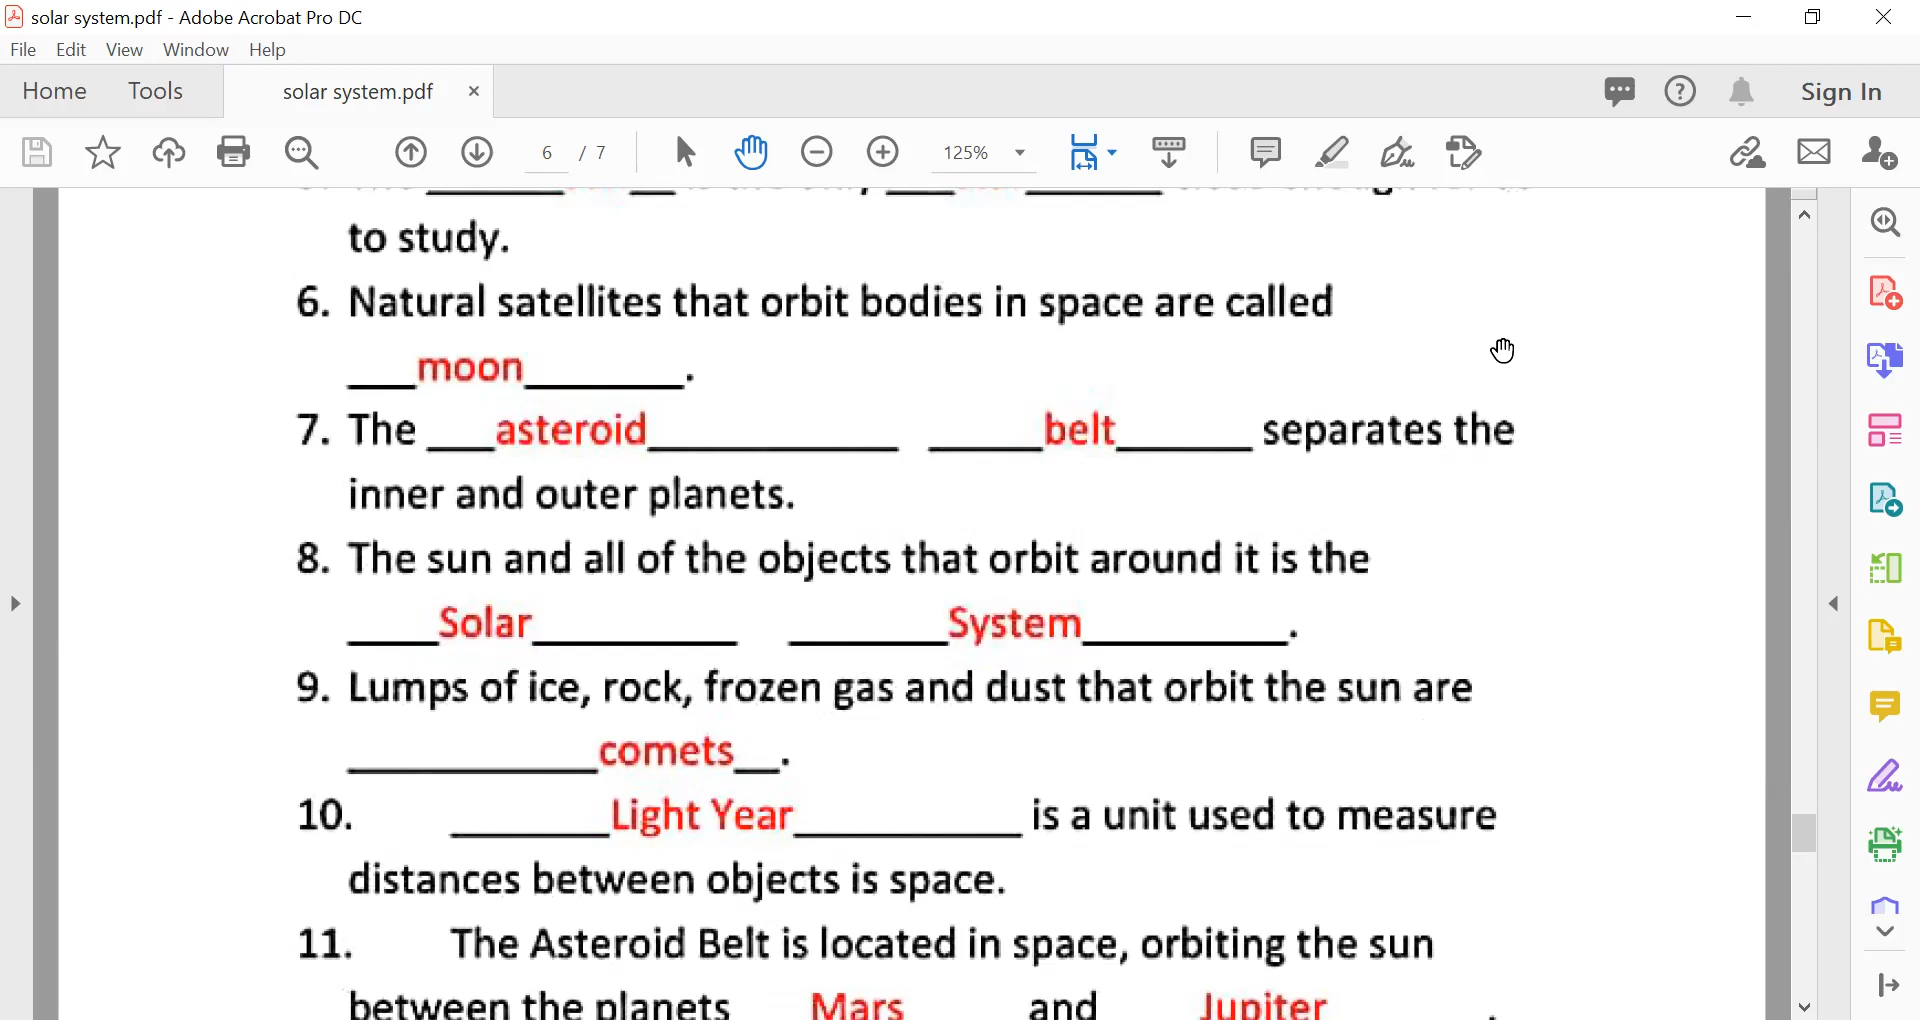 solar system.pdf - Adobe Acrobat Pro DC
File Edit View Window Help
Home Tools solar system.pdf × Sign In
6 / 7 125%
to study.
6. Natural satellites that orbit bodies in space are called
___moon_______.
7. The ___asteroid___________ _____belt______ separates the
inner and outer planets.
8. The sun and all of the objects that orbit around it is the
____Solar_________ _______System_________.
9. Lumps of ice, rock, frozen gas and dust that orbit the sun are
___________comets__.
10. _______Light Year__________ is a unit used to measure
distances between objects is space.
11. The Asteroid Belt is located in space, orbiting the sun
between the planets Mars and Jupiter .